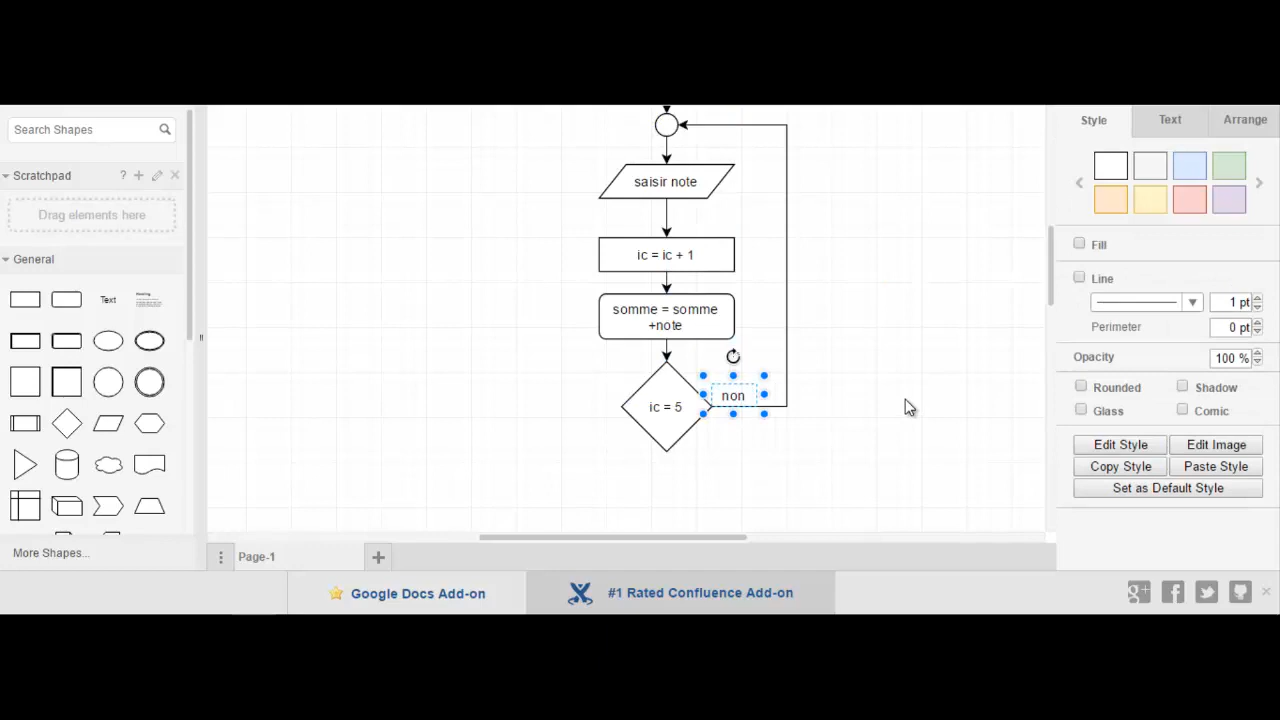 Search Shapes
Scratchpad
?
Drag elements here
General
Text
Heading
More Shapes...
saisir note
ic = ic + 1
somme = somme
+note
ic = 5
non
Page-1
Style
Text
Arrange
Fill
Line
1 pt
Perimeter
0 pt
Opacity
100 %
Rounded
Shadow
Glass
Comic
Edit Style
Edit Image
Copy Style
Paste Style
Set as Default Style
Google Docs Add-on
#1 Rated Confluence Add-on
g+